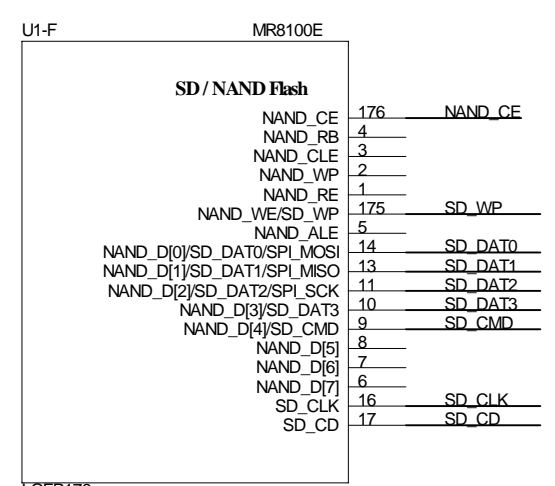 U1-F MR8100E
SD / NAND Flash
NAND_CE 176 NAND_CE
NAND_RB 4
NAND_CLE 3
NAND_WP 2
NAND_RE 1
NAND_WE/SD_WP 175 SD_WP
NAND_ALE 5
NAND_D[0]/SD_DAT0/SPI_MOSI 14 SD_DAT0
NAND_D[1]/SD_DAT1/SPI_MISO 13 SD_DAT1
NAND_D[2]/SD_DAT2/SPI_SCK 11 SD_DAT2
NAND_D[3]/SD_DAT3 10 SD_DAT3
NAND_D[4]/SD_CMD 9 SD_CMD
NAND_D[5] 8
NAND_D[6] 7
NAND_D[7] 6
SD_CLK 16 SD_CLK
SD_CD 17 SD_CD